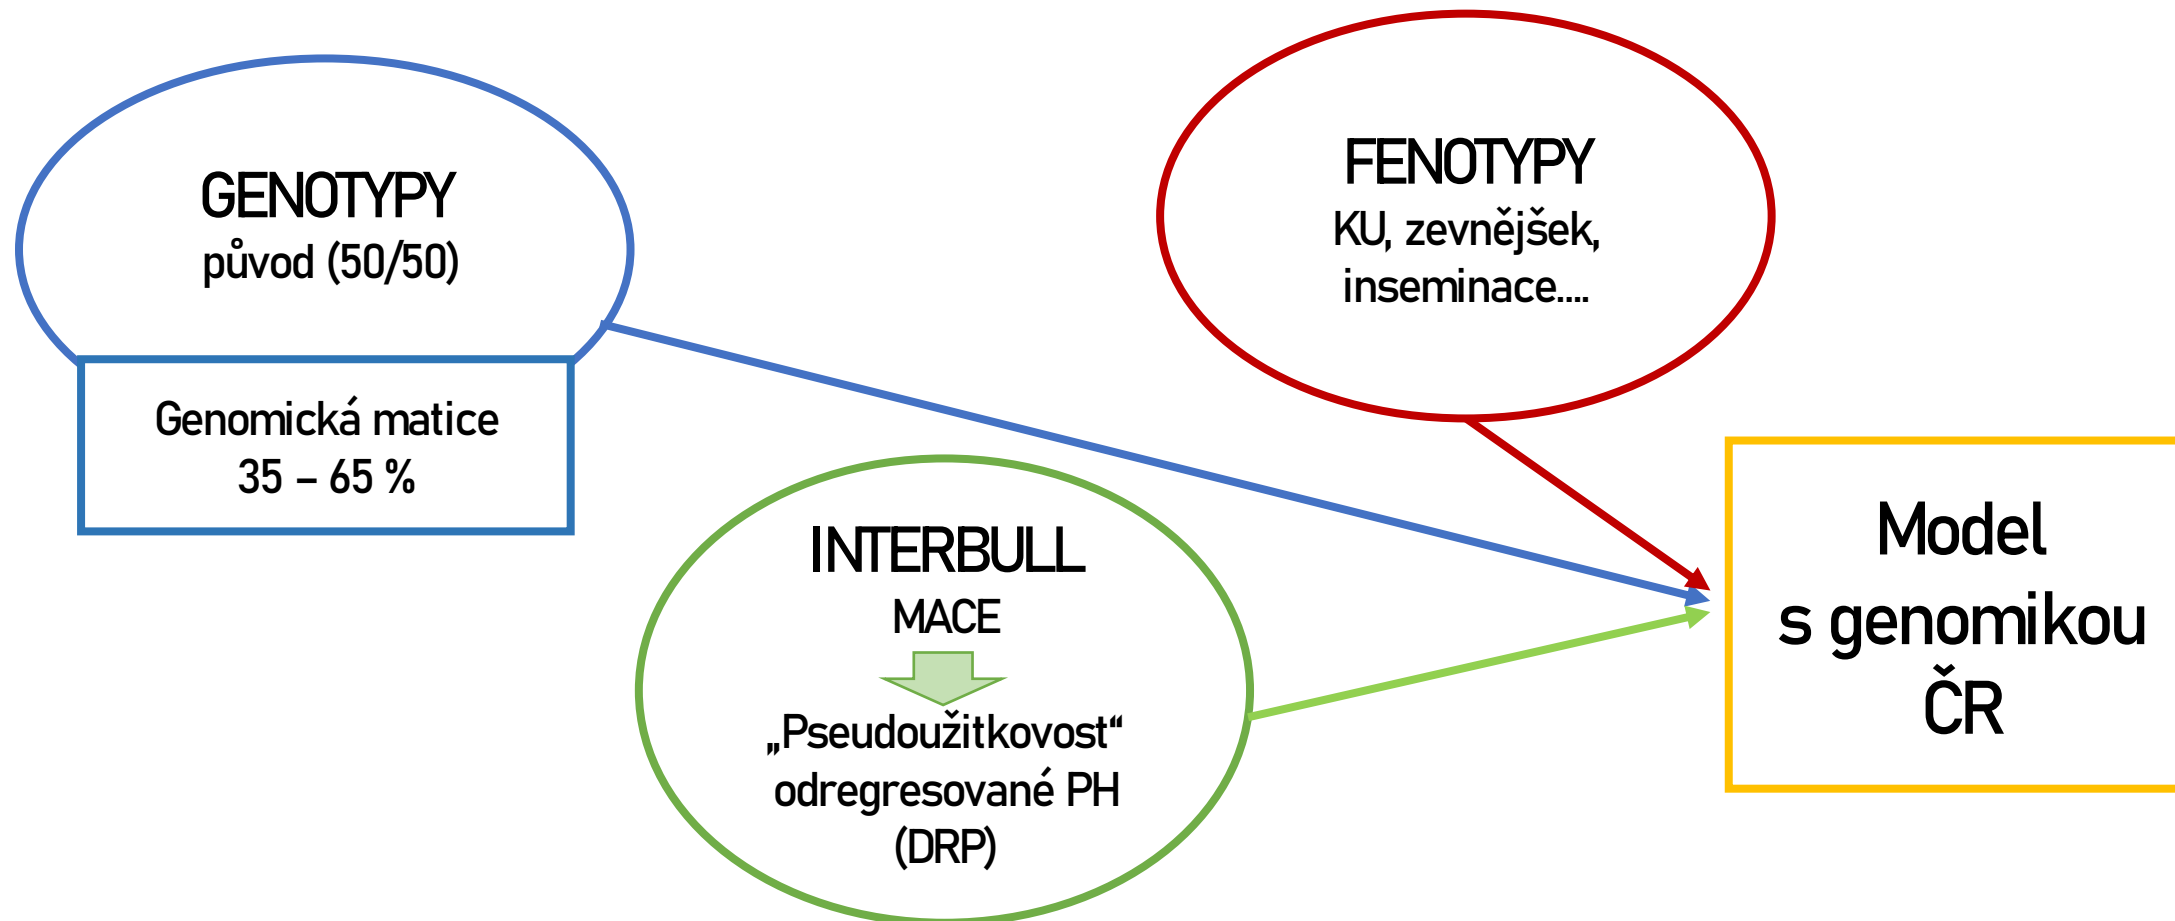 GENOTYPY
původ (50/50)
Genomická matice
35 – 65 %
FENOTYPY
KU, zevnějšek,
inseminace....
INTERBULL
MACE
„Pseudoužitkovost“
odregresované PH
(DRP)
Model
s genomikou
ČR